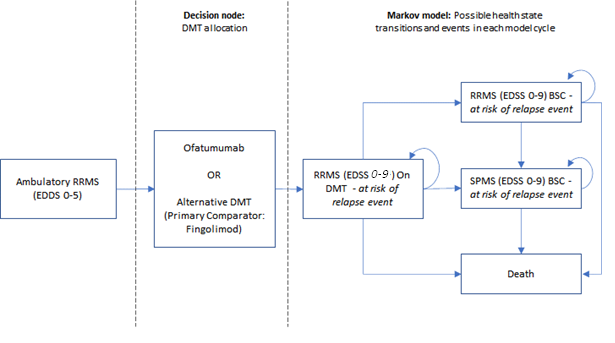 Decision node:
DMT allocation
Markov model: Possible health state
transitions and events in each model cycle
Ambulatory RRMS
(EDDS 0-5)
Ofatumumab
OR
Alternative DMT
(Primary Comparator:
Fingolimod)
RRMS (EDSS 0-9) On
DMT - at risk of
relapse event
RRMS (EDSS 0-9) BSC -
at risk of relapse event
SPMS (EDSS 0-9) BSC -
at risk of relapse event
Death